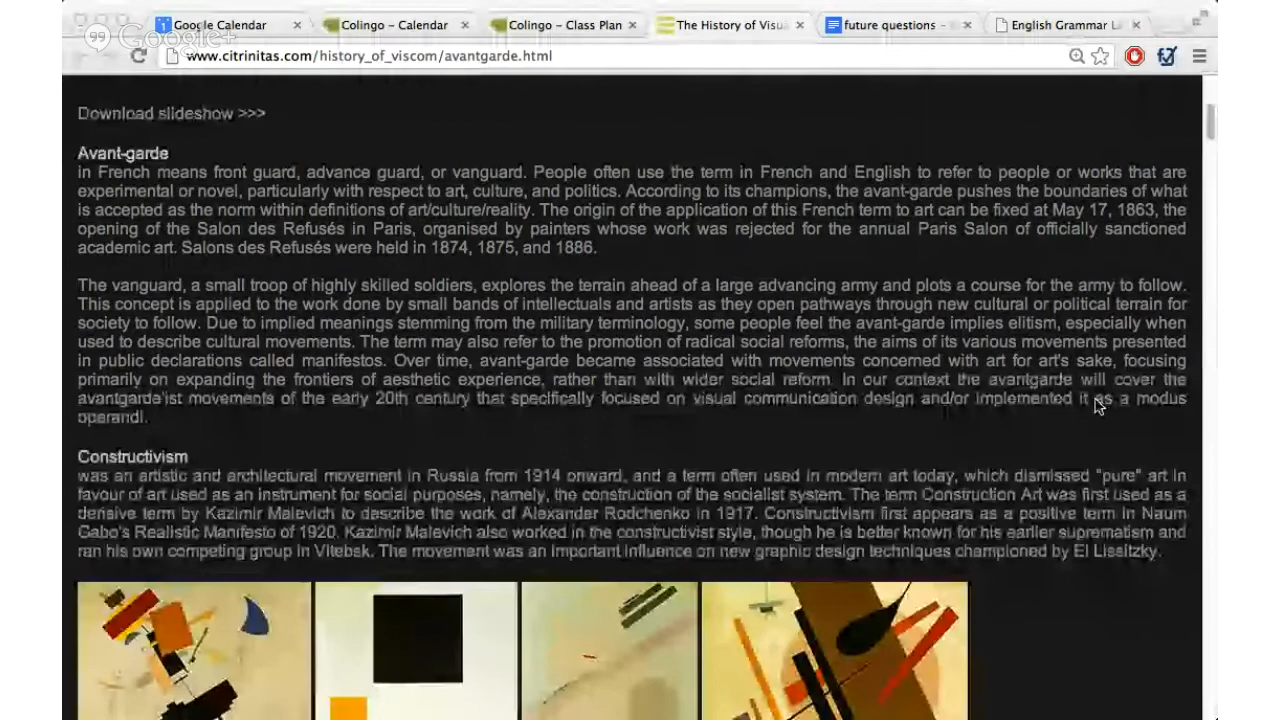 Google Calendar
Colingo – Calendar
Colingo – Class Plan
The History of Visu
future questions -
English Grammar L
Google+
www.citrinitas.com/history_of_viscom/avantgarde.html
Download slideshow >>>
Avant-garde
in French means front guard, advance guard, or vanguard. People often use the term in French and English to refer to people or works that are
experimental or novel, particularly with respect to art, culture, and politics. According to its champions, the avant-garde pushes the boundaries of what
is accepted as the norm within definitions of art/culture/reality. The origin of the application of this French term to art can be fixed at May 17, 1863, the
opening of the Salon des Refusés in Paris, organised by painters whose work was rejected for the annual Paris Salon of officially sanctioned
academic art. Salons des Refusés were held in 1874, 1875, and 1886.
The vanguard, a small troop of highly skilled soldiers, explores the terrain ahead of a large advancing army and plots a course for the army to follow.
This concept is applied to the work done by small bands of intellectuals and artists as they open pathways through new cultural or political terrain for
society to follow. Due to implied meanings stemming from the military terminology, some people feel the avant-garde implies elitism, especially when
used to describe cultural movements. The term may also refer to the promotion of radical social reforms, the aims of its various movements presented
in public declarations called manifestos. Over time, avant-garde became associated with movements concerned with art for art's sake, focusing
primarily on expanding the frontiers of aesthetic experience, rather than with wider social reform. In our context the avantgarde will cover the
avantgarde'ist movements of the early 20th century that specifically focused on visual communication design and/or implemented it as a modus
operandi.
Constructivism
was an artistic and architectural movement in Russia from 1914 onward, and a term often used in modern art today, which dismissed "pure" art in
favour of art used as an instrument for social purposes, namely, the construction of the socialist system. The term Construction Art was first used as a
derisive term by Kazimir Malevich to describe the work of Alexander Rodchenko in 1917. Constructivism first appears as a positive term in Naum
Gabo's Realistic Manifesto of 1920. Kazimir Malevich also worked in the constructivist style, though he is better known for his earlier suprematism and
ran his own competing group in Vitebsk. The movement was an important influence on new graphic design techniques championed by El Lissitzky.